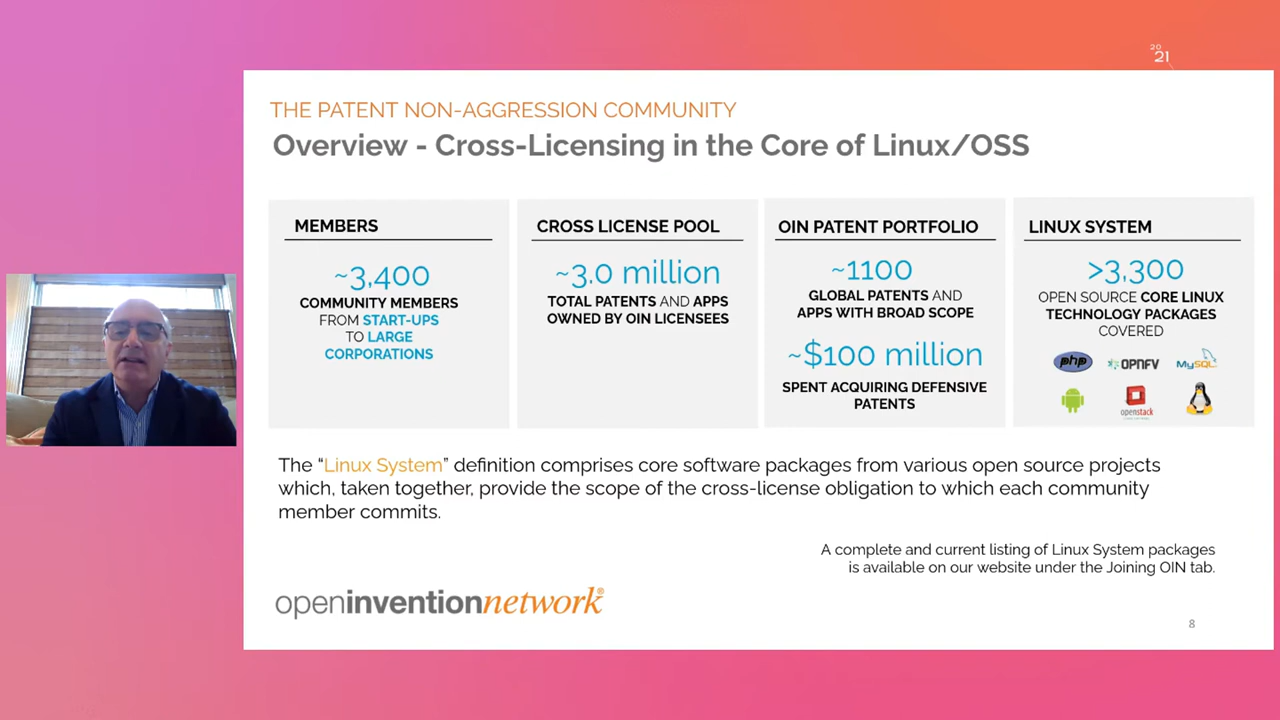 20
21
THE PATENT NON-AGGRESSION COMMUNITY
Overview - Cross-Licensing in the Core of Linux/OSS
MEMBERS
~3,400
COMMUNITY MEMBERS
FROM START-UPS
TO LARGE
CORPORATIONS
CROSS LICENSE POOL
~3.0 million
TOTAL PATENTS AND APPS
OWNED BY OIN LICENSEES
OIN PATENT PORTFOLIO
~1100
GLOBAL PATENTS AND
APPS WITH BROAD SCOPE
~$100 million
SPENT ACQUIRING DEFENSIVE
PATENTS
LINUX SYSTEM
>3,300
OPEN SOURCE CORE LINUX
TECHNOLOGY PACKAGES
COVERED
php OPNFV MySQL
openstack
The “Linux System” definition comprises core software packages from various open source projects
which, taken together, provide the scope of the cross-license obligation to which each community
member commits.
A complete and current listing of Linux System packages
is available on our website under the Joining OIN tab.
openinventionnetwork®
8